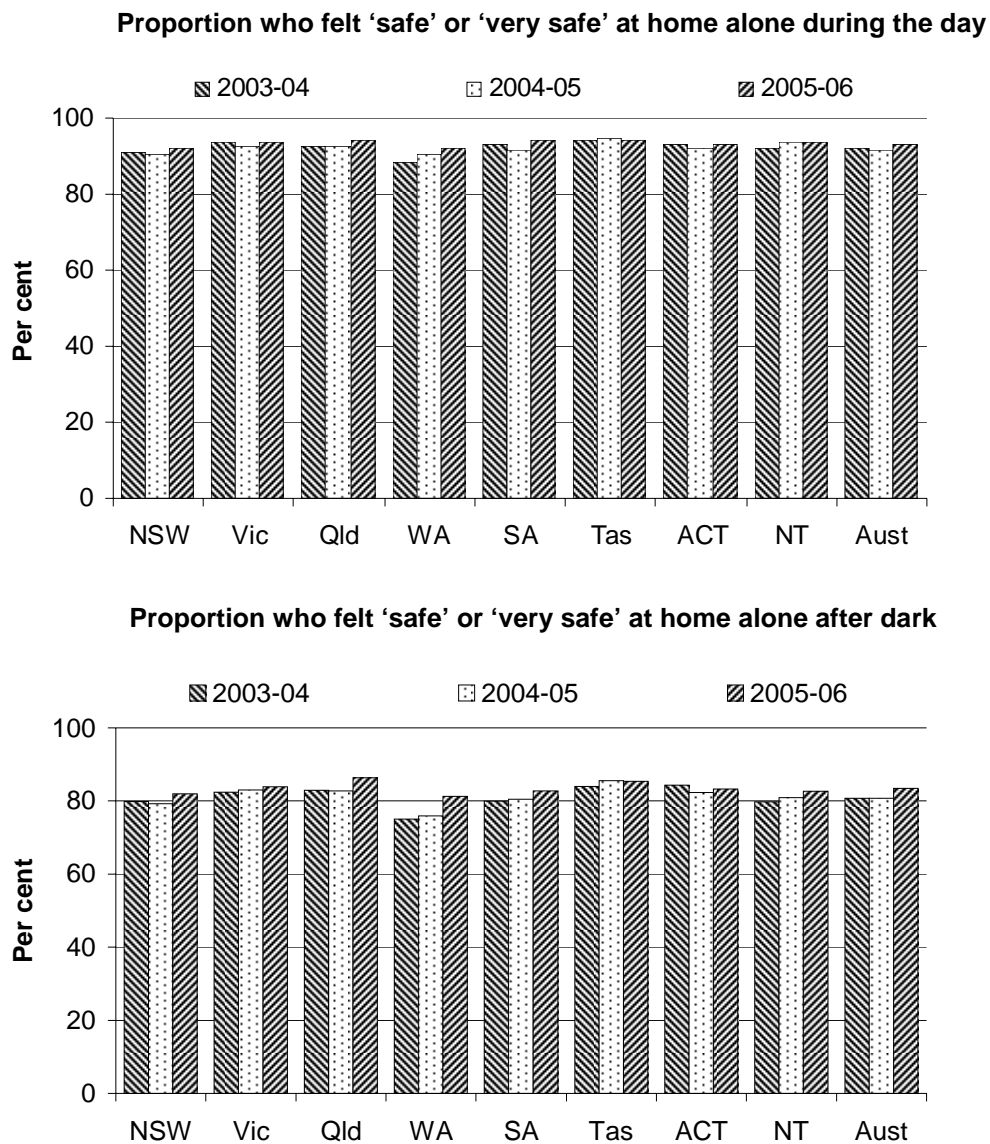 Proportion who felt ‘safe’ or ‘very safe’ at home alone during the day
2003-04 2004-05 2005-06
100
80
60
40
20
0
Per cent
NSW Vic Qld WA SA Tas ACT NT Aust
Proportion who felt ‘safe’ or ‘very safe’ at home alone after dark
2003-04 2004-05 2005-06
100
80
60
40
20
0
Per cent
NSW Vic Qld WA SA Tas ACT NT Aust